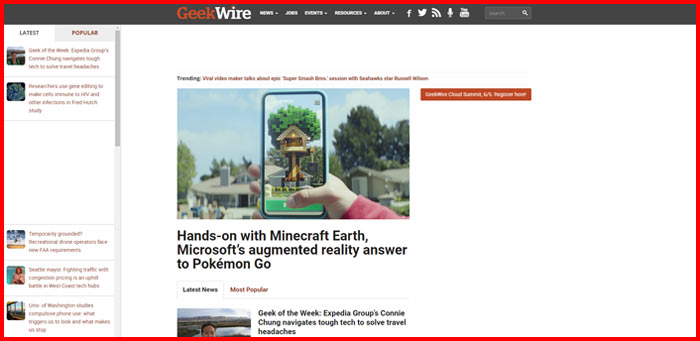 GeekWire
NEWS JOBS EVENTS RESOURCES ABOUT
You
Tube
Search
LATEST POPULAR
Geek of the Week: Expedia Group's
Connie Chung navigates tough
tech to solve travel headaches
Researchers use gene editing to
make cells immune to HIV and
other infections in Fred Hutch
study
Temporarily grounded?
Recreational drone operators face
new FAA requirements
Seattle mayor: Fighting traffic with
congestion pricing is an uphill
battle in West Coast tech hubs
Univ. of Washington studies
compulsive phone use: what
triggers us to look and what makes
us stop
Trending: Viral video maker talks about epic 'Super Smash Bros.' session with Seahawks star Russell Wilson
GeekWire Cloud Summit, 6/5. Register here!
Hands-on with Minecraft Earth,
Microsoft's augmented reality answer
to Pokémon Go
Latest News Most Popular
Geek of the Week: Expedia Group's Connie
Chung navigates tough tech to solve travel
headaches